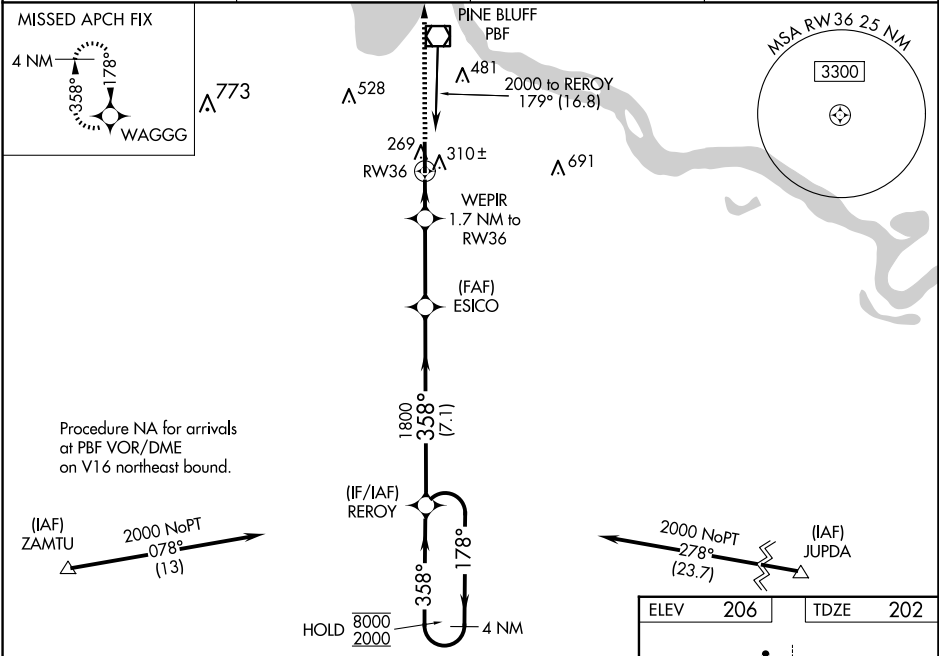 MISSED APCH FIX
4 NM
358°
178°
WAGGG
773
528
PINE BLUFF
PBF
481
2000 to REROY
179° (16.8)
269
310±
RW36
691
MSA RW36 25 NM
3300
WEPIR
1.7 NM to
RW36
(FAF)
ESICO
1800
358°
(7.1)
Procedure NA for arrivals
at PBF VOR/DME
on V16 northeast bound.
(IF/IAF)
REROY
(IAF)
ZAMTU
2000 NoPT
078°
(13)
2000 NoPT
278°
(23.7)
(IAF)
JUPDA
358°
178°
HOLD 8000
2000
4 NM
ELEV 206
TDZE 202